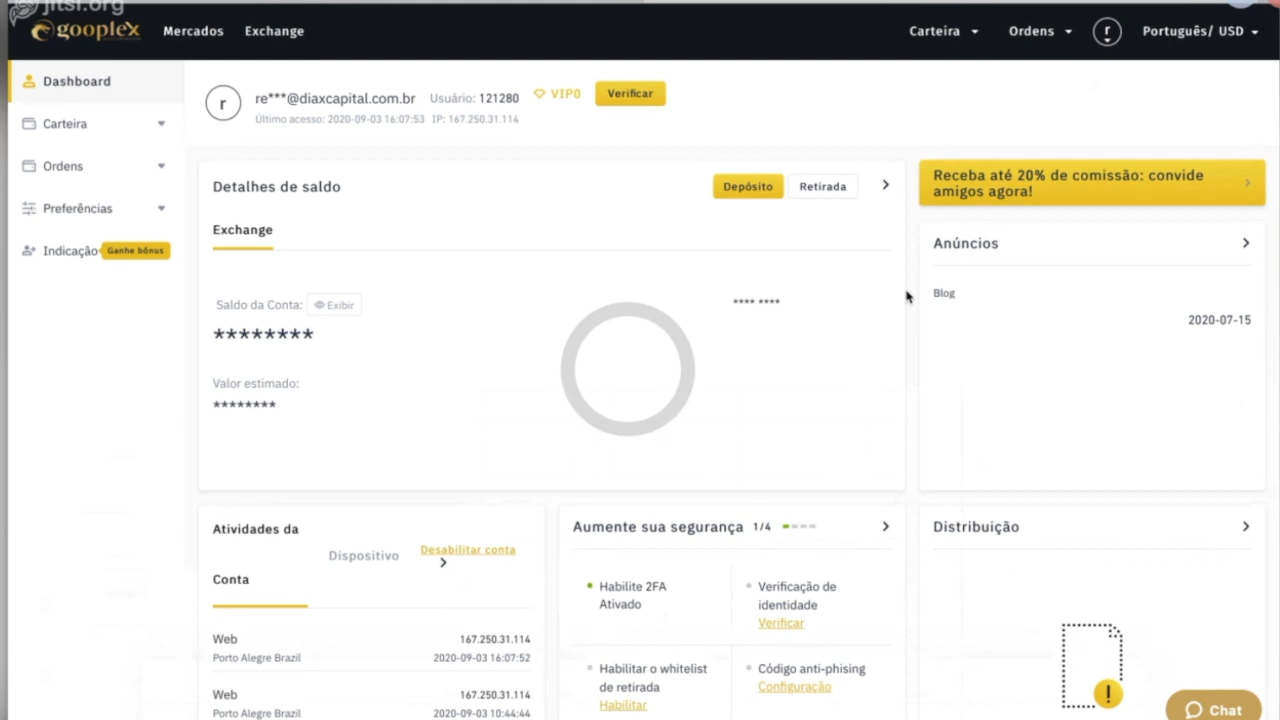 jitsi.org
gooplex
Mercados
Exchange
Carteira
Ordens
r
Português/ USD
Dashboard
Carteira
Ordens
Preferências
Indicação
Ganhe bônus
r
re***@diaxcapital.com.br Usuário: 121280
VIP0
Verificar
Último acesso: 2020-09-03 16:07:53 IP: 167.250.31.114
Detalhes de saldo
Depósito
Retirada
Exchange
Saldo da Conta:
Exibir
********
Valor estimado:
********
**** ****
Receba até 20% de comissão: convide
amigos agora!
Anúncios
Blog
2020-07-15
Atividades da
Conta
Dispositivo
Desabilitar conta
Web 167.250.31.114
Porto Alegre Brazil 2020-09-03 16:07:52
Web 167.250.31.114
Porto Alegre Brazil 2020-09-03 10:44:44
Aumente sua segurança 1/4
Habilite 2FA
Ativado
Verificação de
identidade
Verificar
Habilitar o whitelist
de retirada
Habilitar
Código anti-phising
Configuração
Distribuição
!
Chat